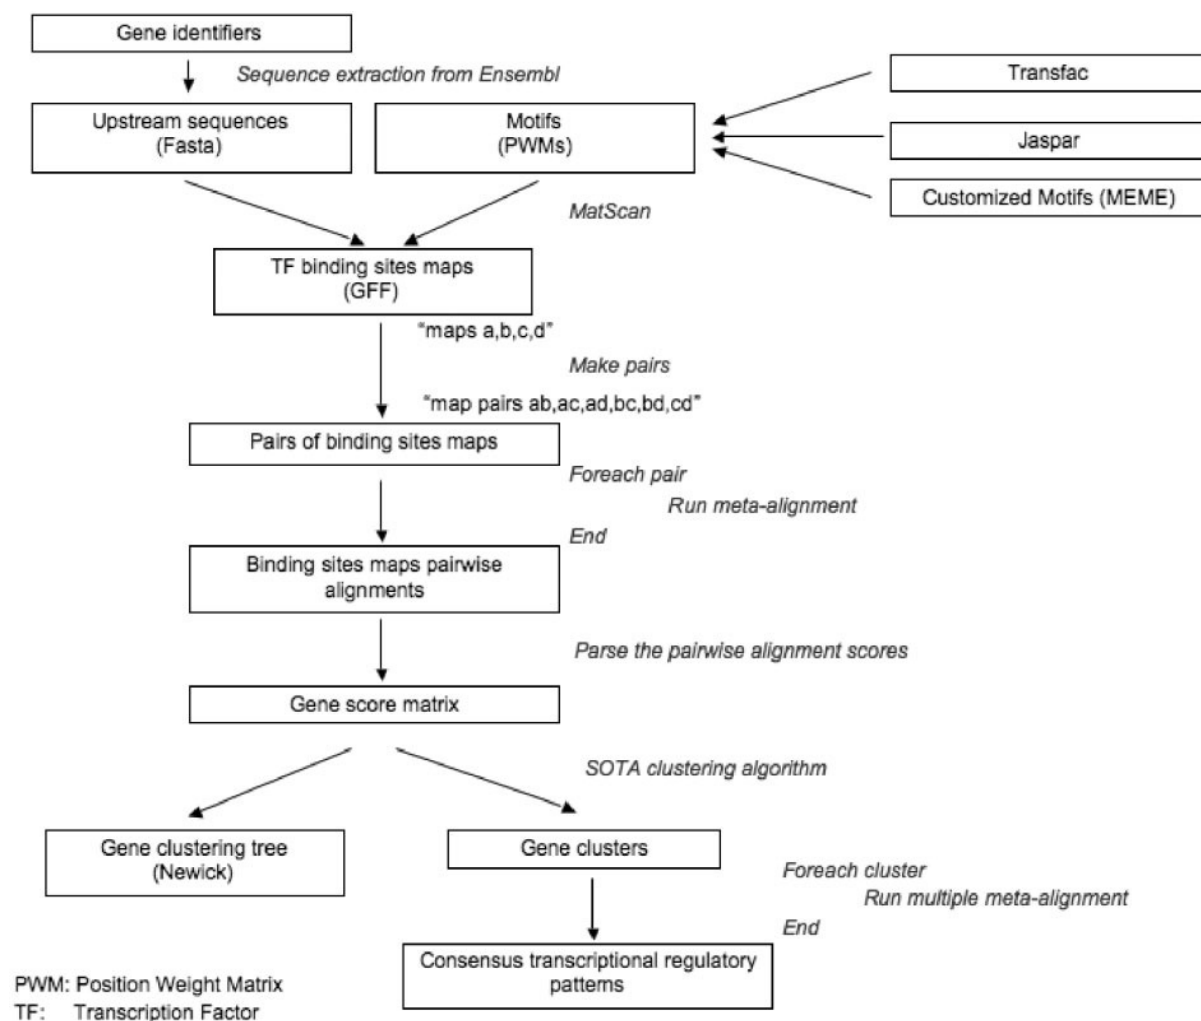 Gene identifiers
Sequence extraction from Ensembl
Transfac
Upstream sequences
(Fasta)
Motifs
(PWMs)
Jaspar
Customized Motifs (MEME)
MatScan
TF binding sites maps
(GFF)
“maps a,b,c,d”
Make pairs
“map pairs ab,ac,ad,bc,bd,cd”
Pairs of binding sites maps
Foreach pair
Run meta-alignment
End
Binding sites maps pairwise
alignments
Parse the pairwise alignment scores
Gene score matrix
SOTA clustering algorithm
Gene clustering tree
(Newick)
Gene clusters
Foreach cluster
Run multiple meta-alignment
End
Consensus transcriptional regulatory
patterns
PWM: Position Weight Matrix
TF: Transcription Factor